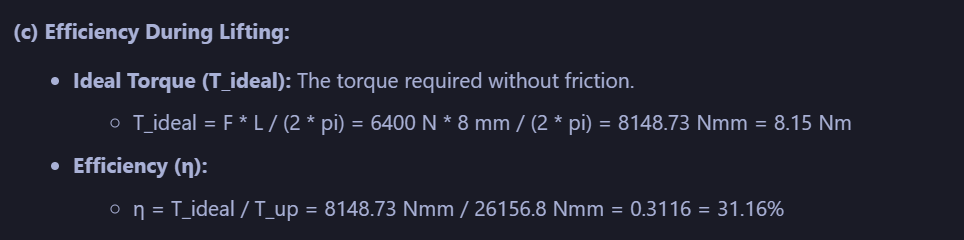 (c) Efficiency During Lifting:
• Ideal Torque (T_ideal): The torque required without friction.
○ T_ideal = F * L / (2 * pi) = 6400 N * 8 mm / (2 * pi) = 8148.73 Nmm = 8.15 Nm
• Efficiency (η):
○ η = T_ideal / T_up = 8148.73 Nmm / 26156.8 Nmm = 0.3116 = 31.16%